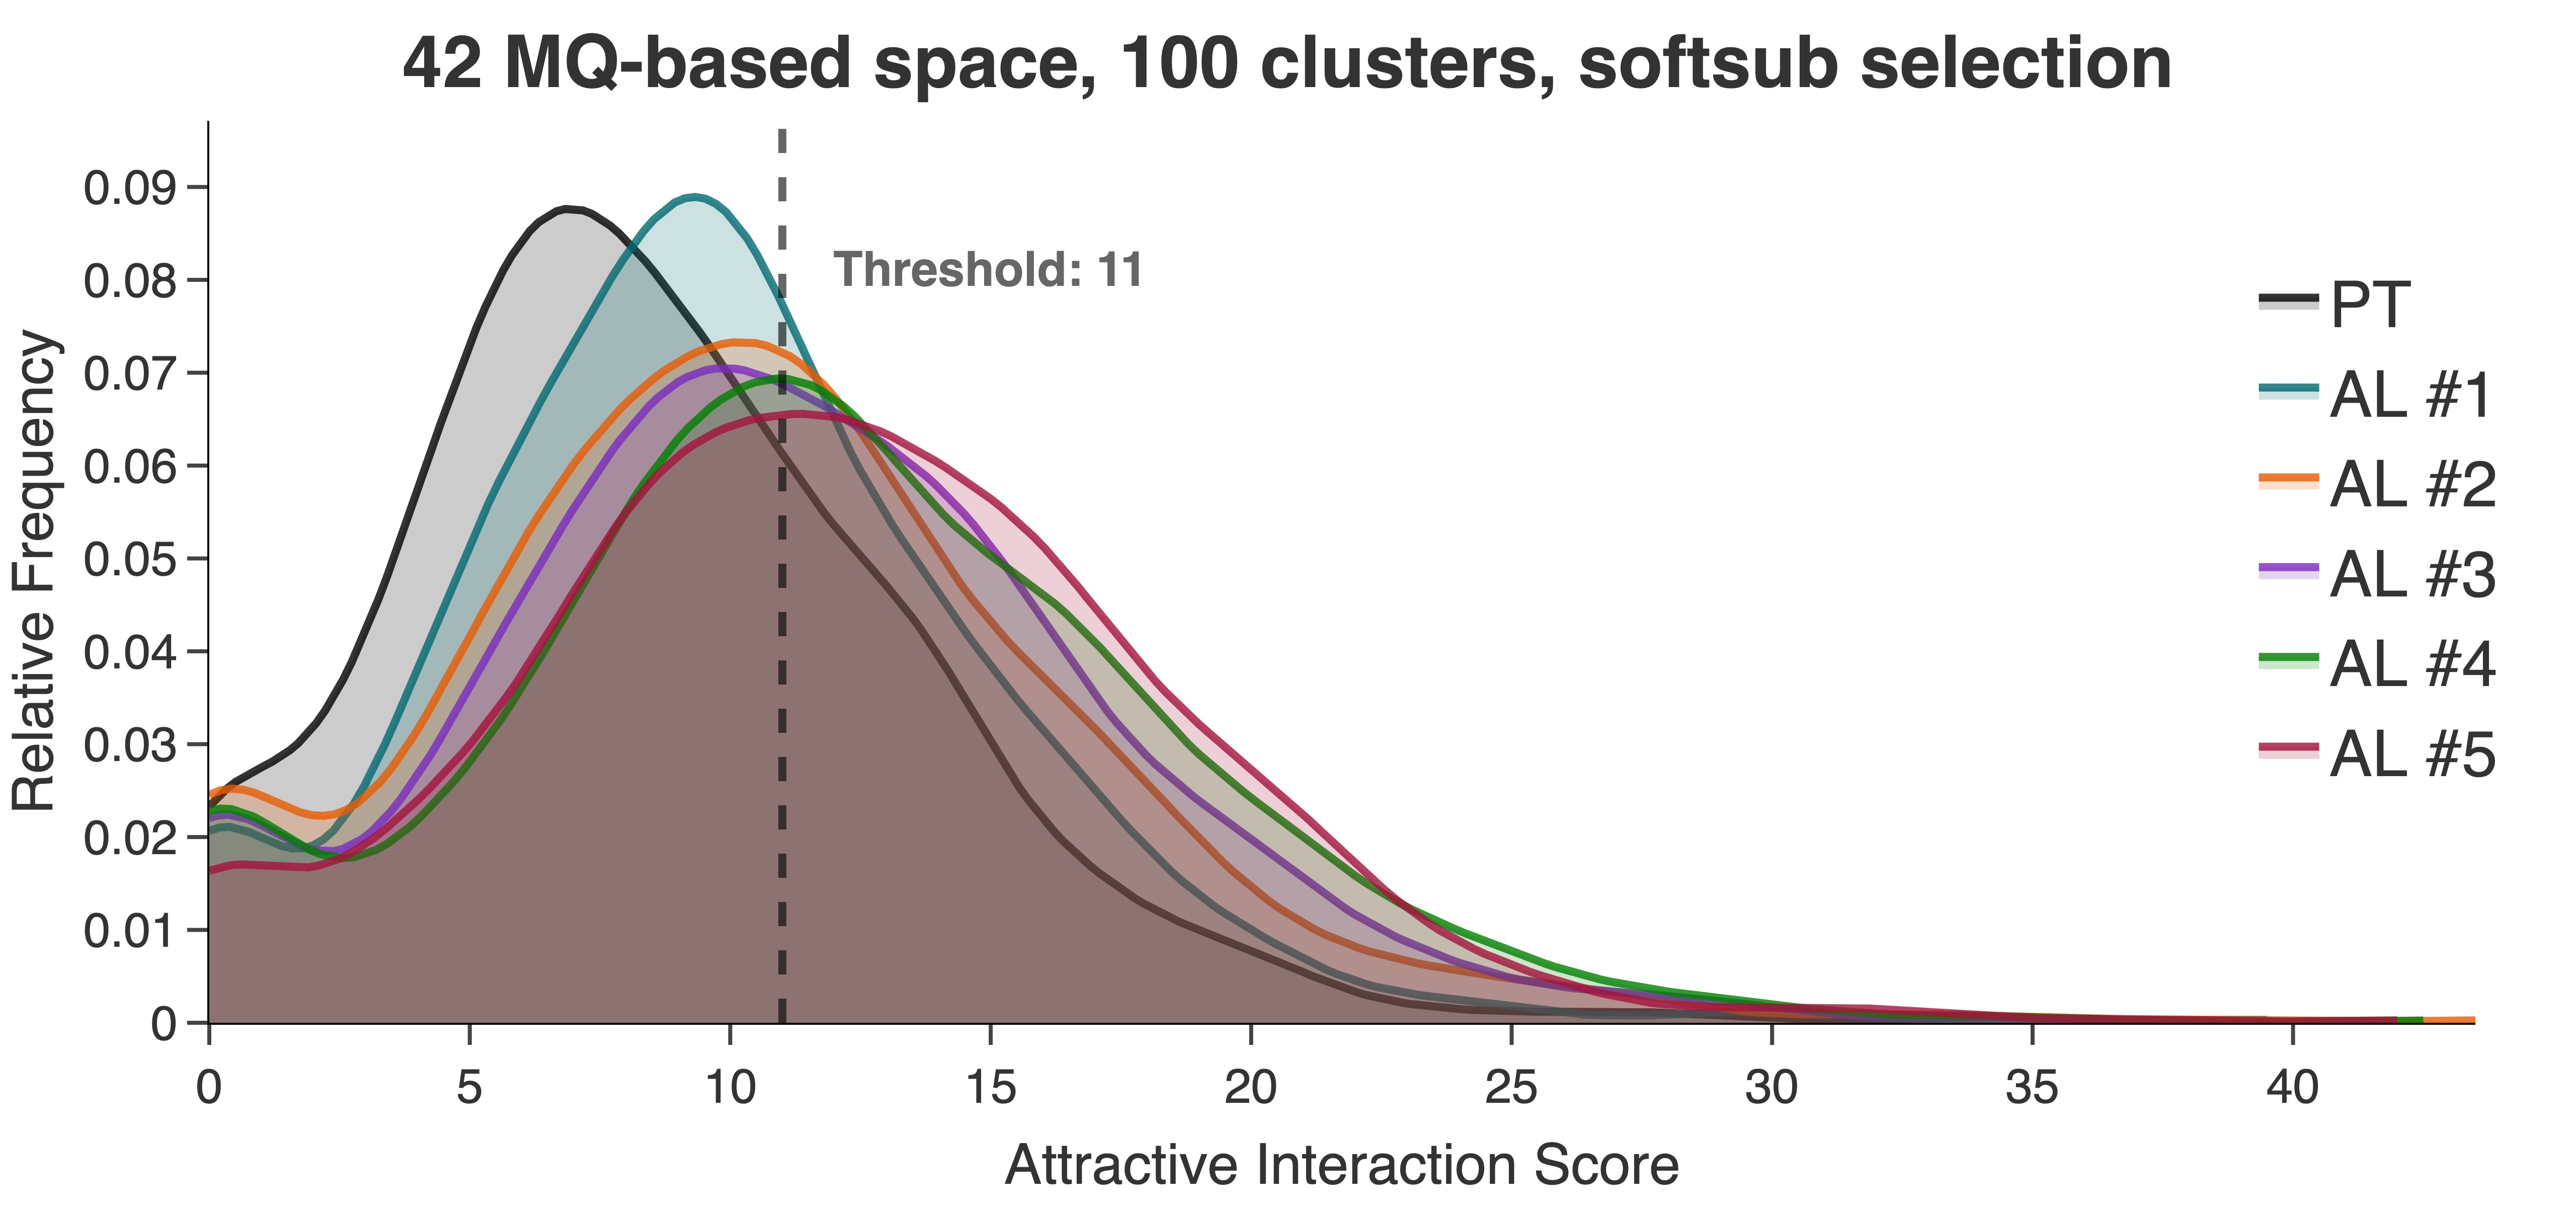 42 MQ-based space, 100 clusters, softsub selection
Relative Frequency
0.09
0.08
0.07
0.06
0.05
0.04
0.03
0.02
0.01
0
Threshold: 11
PT
AL #1
AL #2
AL #3
AL #4
AL #5
0 5 10 15 20 25 30 35 40
Attractive Interaction Score